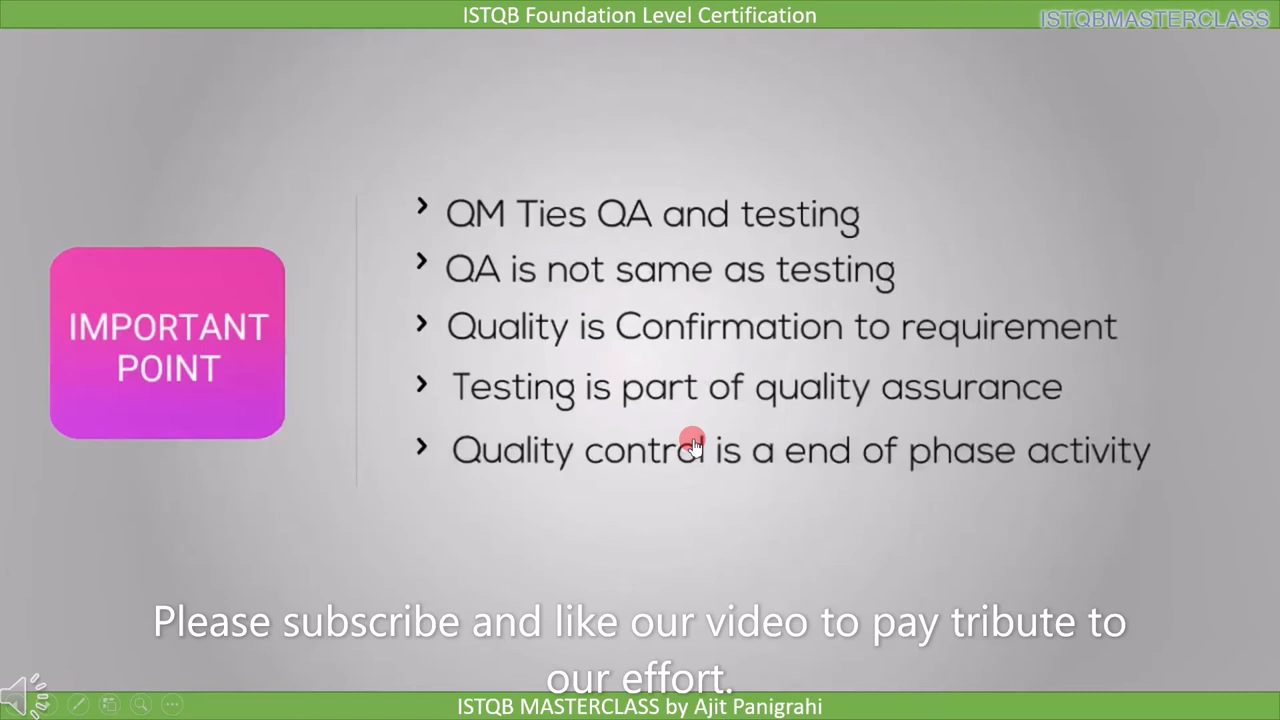 ISTQB Foundation Level Certification
ISTQBMASTERCLASS
IMPORTANT
POINT
QM Ties QA and testing
QA is not same as testing
Quality is Confirmation to requirement
Testing is part of quality assurance
Quality control is a end of phase activity
Please subscribe and like our video to pay tribute to
our effort.
ISTQB MASTERCLASS by Ajit Panigrahi